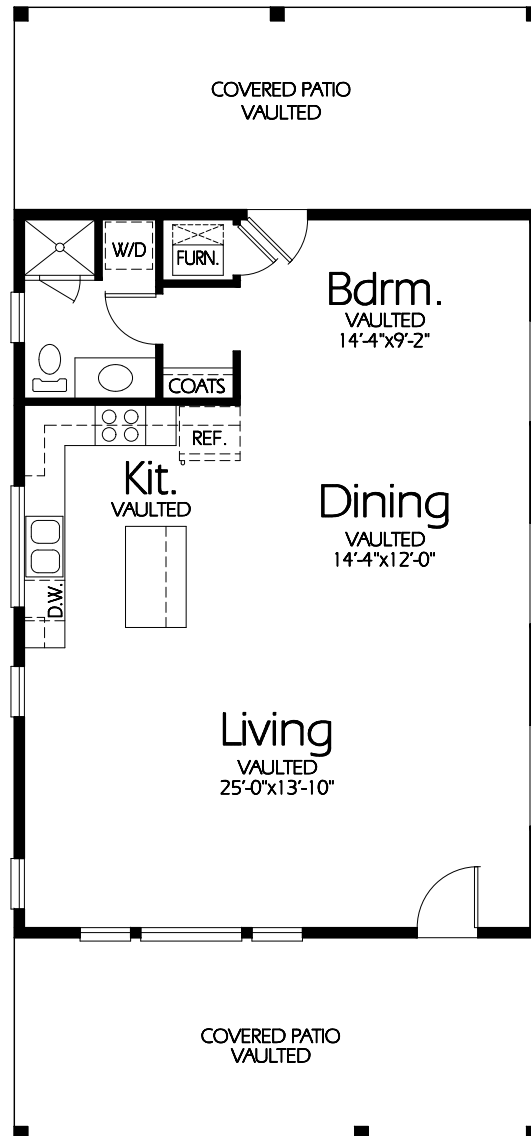 COVERED PATIO
VAULTED
W/D
FURN.
Bdrm.
VAULTED
14'-4"x9'-2"
COATS
REF.
Kit.
VAULTED
Dining
VAULTED
14'-4"x12'-0"
D.W.
Living
VAULTED
25'-0"x13'-10"
COVERED PATIO
VAULTED